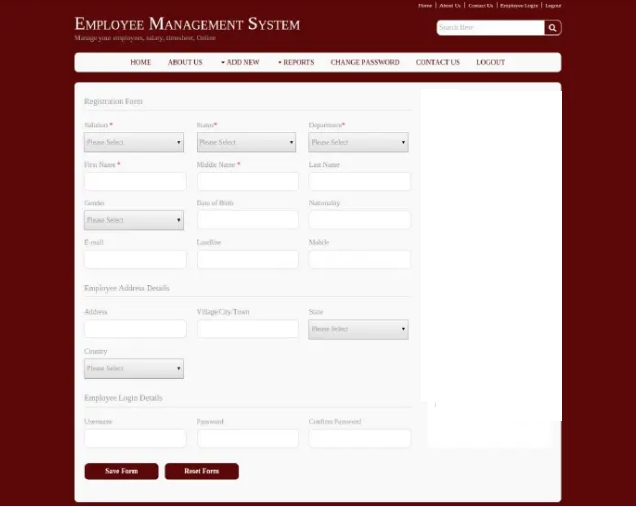 Home | About Us | Contact Us | Employee Login | Logout
EMPLOYEE MANAGEMENT SYSTEM
Manage your employees, salary, timesheet, Online
Search Here
HOME ABOUT US ADD NEW REPORTS CHANGE PASSWORD CONTACT US LOGOUT
Registration Form
Salution * Status* Department*
Please Select Please Select Please Select
First Name * Middle Name * Last Name
Gender Date of Birth Nationality
Please Select
E-mail Landline Mobile
Employee Address Details
Address Village/City/Town State
Please Select
Country
Please Select
Employee Login Details
Username Password Confirm Password
Save Form Reset Form